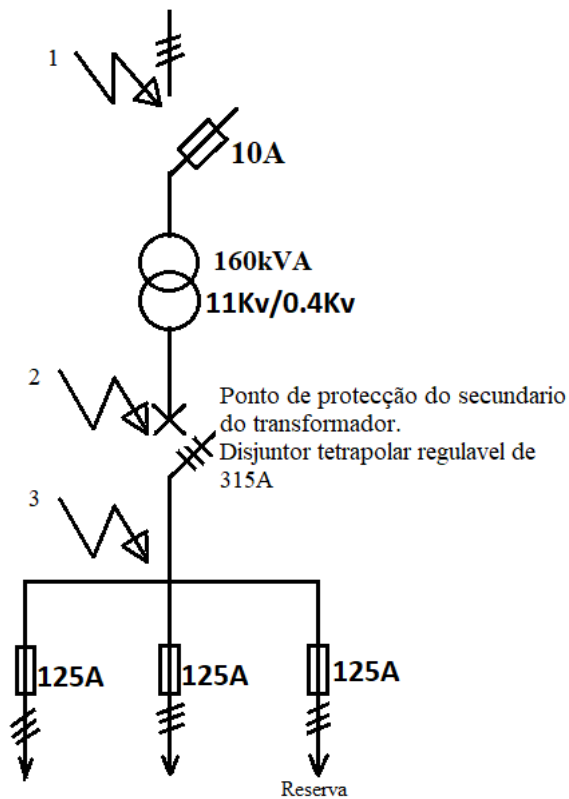 1
10A
160kVA
11Kv/0.4Kv
2
Ponto de protecção do secundario
do transformador.
Disjuntor tetrapolar regulavel de
315A
3
125A
125A
125A
Reserva